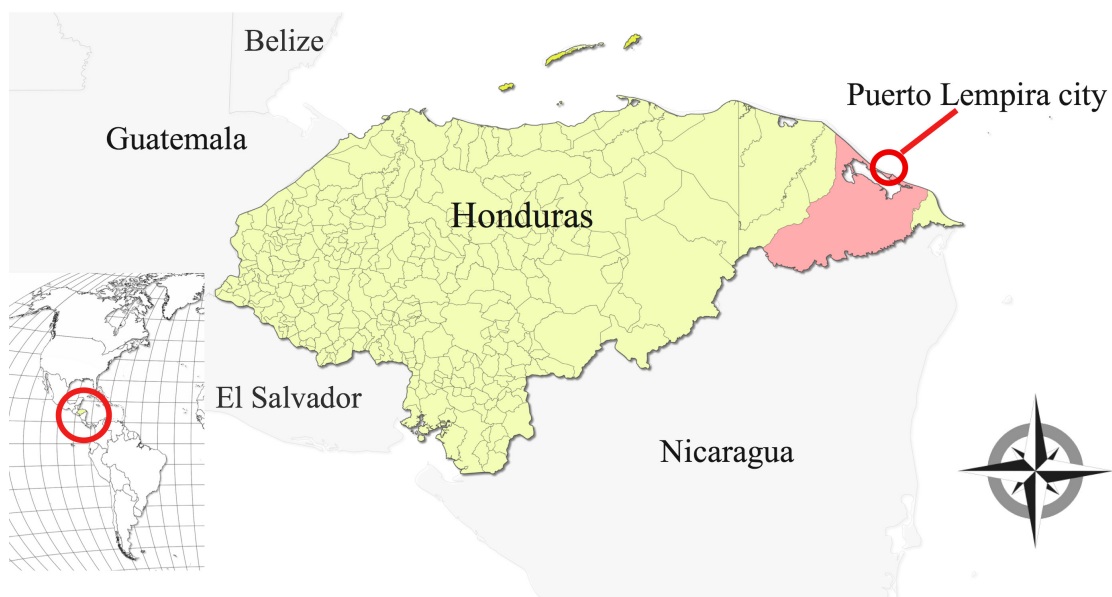 Belize
Puerto Lempira city
Guatemala
Honduras
El Salvador
Nicaragua